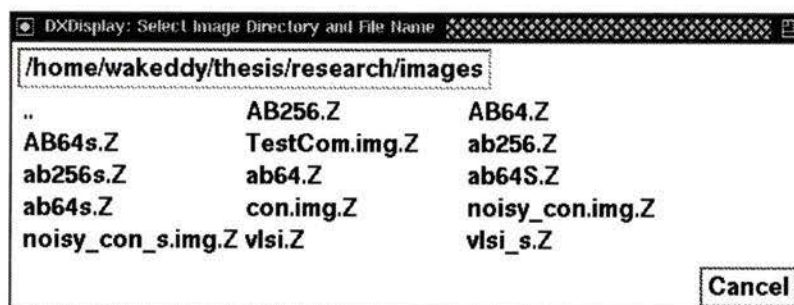 DXDisplay: Select Image Directory and File Name
/home/wakeddy/thesis/research/images
.. AB256.Z AB64.Z
AB64s.Z TestCom.img.Z ab256.Z
ab256s.Z ab64.Z ab64S.Z
ab64s.Z con.img.Z noisy_con.img.Z
noisy_con_s.img.Z vlsi.Z vlsi_s.Z
Cancel